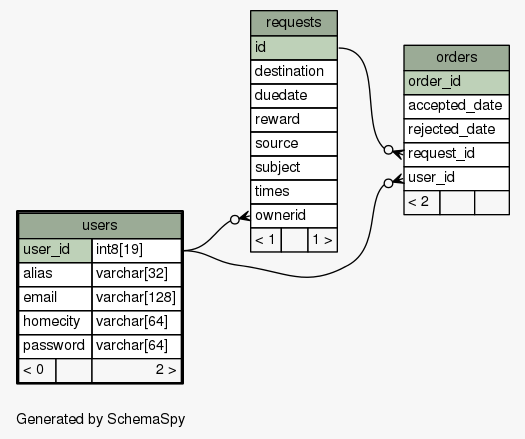 requests
id
destination
duedate
reward
source
subject
times
ownerid
< 1 1 >
orders
order_id
accepted_date
rejected_date
request_id
user_id
< 2
users
user_id int8[19]
alias varchar[32]
email varchar[128]
homecity varchar[64]
password varchar[64]
< 0 2 >
Generated by SchemaSpy